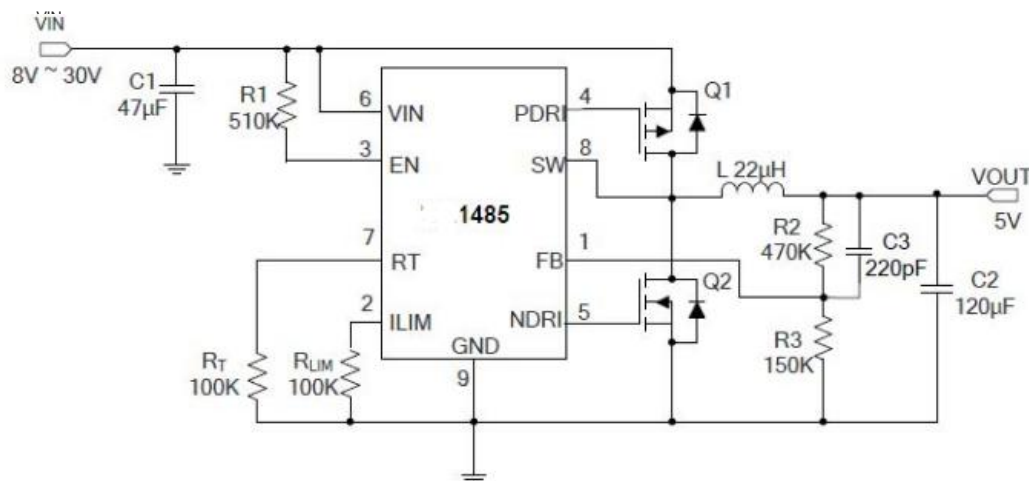 VIN
8V ~ 30V
C1
47µF
R1
510K
6
VIN
3
EN
1485
7
RT
2
ILIM
GND
9
PDRI
4
SW
8
FB
1
NDRI
5
Q1
Q2
L 22µH
VOUT
5V
R2
470K
C3
220pF
C2
120µF
R3
150K
RT
100K
RLIM
100K